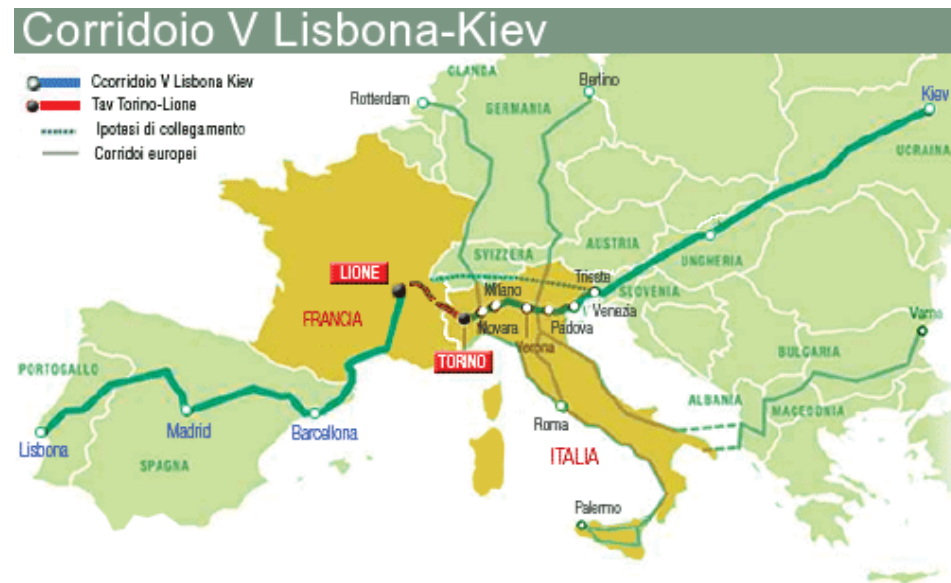 Corridoio V Lisbona-Kiev
Ccorridoio V Lisbona Kiev
Tav Torino-Lione
Ipotesi di collegamento
Corridoi europei
OLANDA
Rotterdam
GERMANIA
Berlino
Kiev
UCRAINA
SVIZZERA
AUSTRIA
UNGHERIA
SLOVENIA
LIONE
FRANCIA
Milano
Trieste
Novara
Padova
Venezia
Verona
TORINO
Varna
BULGARIA
PORTOGALLO
ALBANIA
MACEDONIA
Lisbona
Madrid
Barcellona
SPAGNA
Roma
ITALIA
Palermo